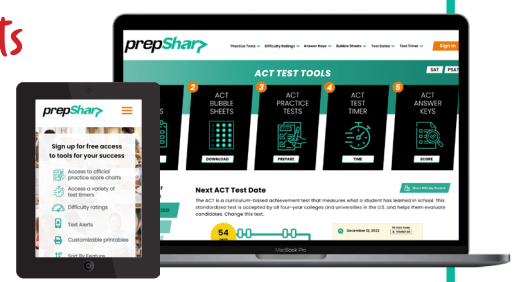 ts
prepSharp
Practice Tests
Difficulty Ratings
Answer Keys
Bubble Sheets
Test Dates
Test Timer
Sign In
ACT TEST TOOLS
SAT
PSAT
2
ACT
BUBBLE
SHEETS
DOWNLOAD
3
ACT
PRACTICE
TESTS
PREPARE
4
ACT
TEST
TIMER
TIME
5
ACT
ANSWER
KEYS
SCORE
Next ACT Test Date
The ACT is a curriculum-based achievement test that measures what a student has learned in school. This
standardized test is accepted by all four-year colleges and universities in the U.S. and helps them evaluate
candidates. Change this text.
54
December 10, 2022
MacBook Pro
prepSharp
Sign up for free access
to tools for your success
Access to official
practice score charts
Access a variety of
test timers
Difficulty ratings
Test Alerts
Customizable printables
Sort By Feature